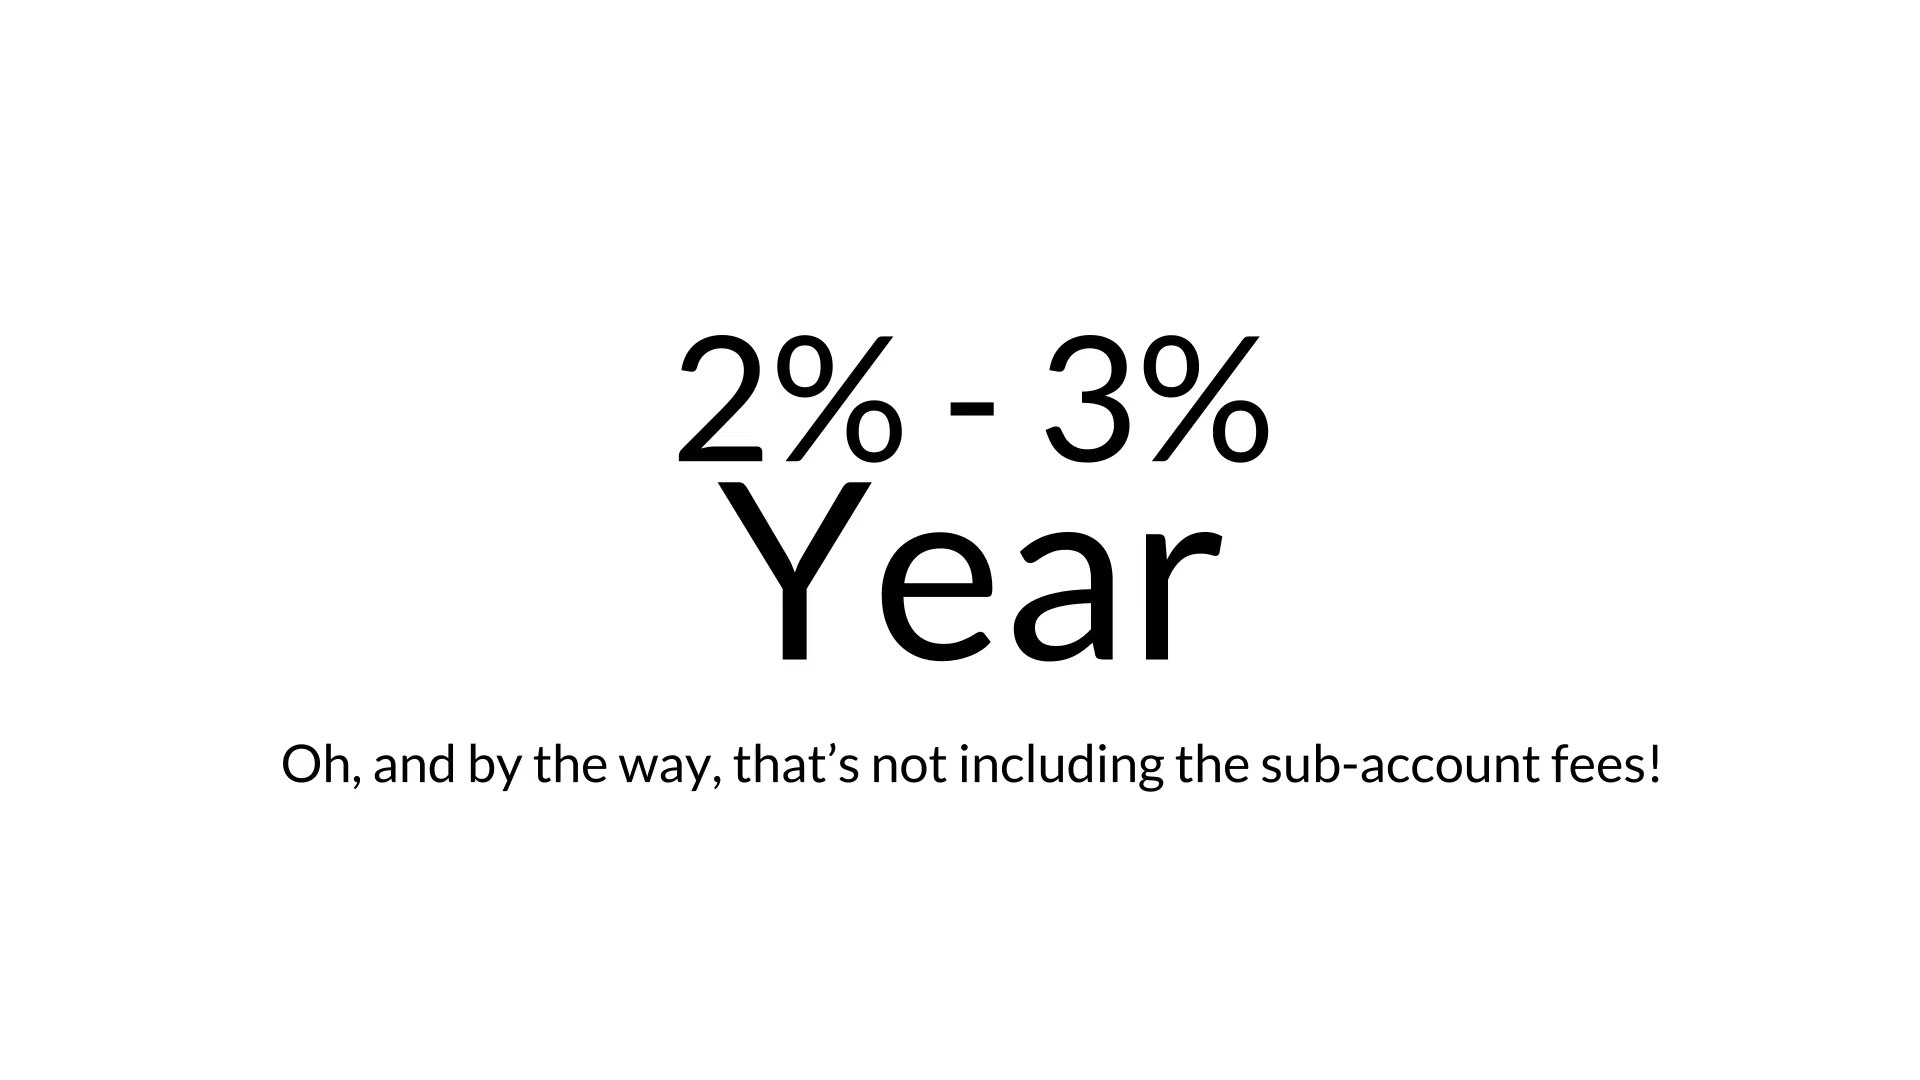 2% - 3%
Year
Oh, and by the way, that’s not including the sub-account fees!